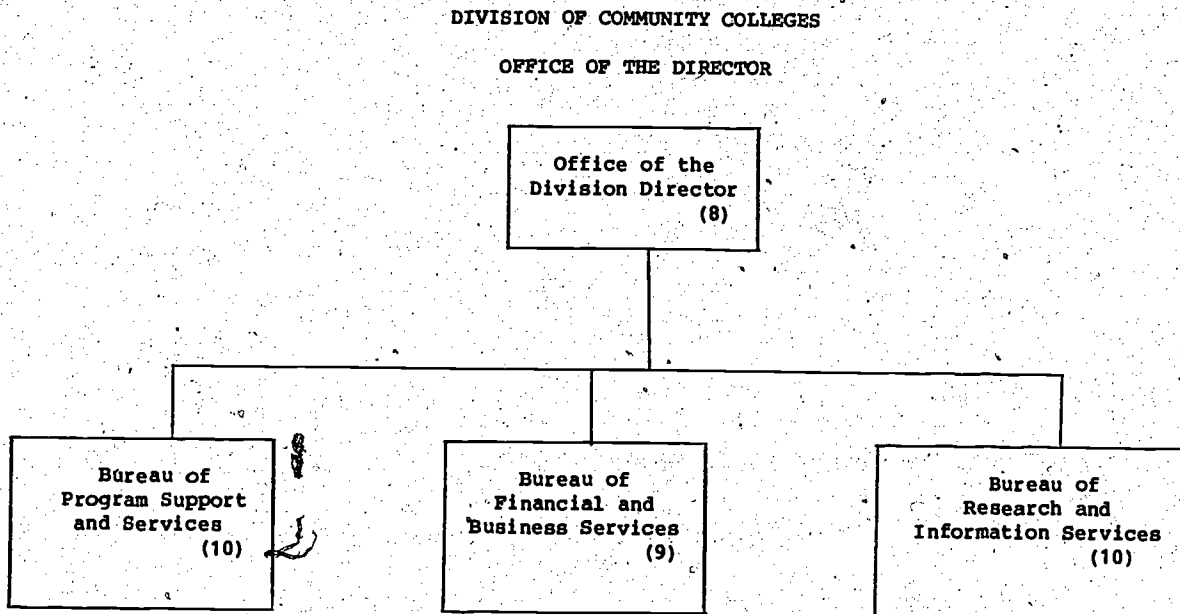 DIVISION OF COMMUNITY COLLEGES
OFFICE OF THE DIRECTOR
Office of the
Division Director
(8)
Bureau of
Program Support
and Services
(10)
Bureau of
Financial and
Business Services
(9)
Bureau of
Research and
Information Services
(10)